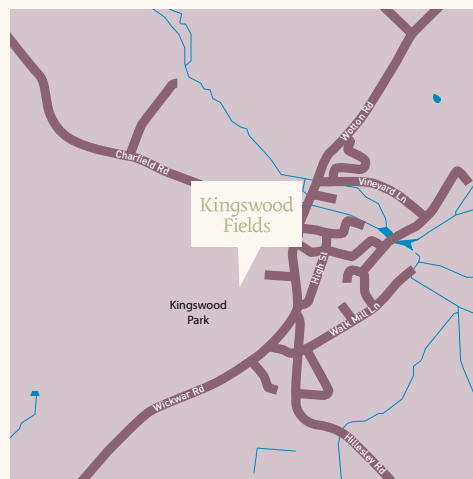 Wotton Rd
Charfield Rd
Vineyard Ln
Kingswood
Fields
High St
Kingswood
Park
Walk Mill Ln
Wickwar Rd
Hillesley Rd